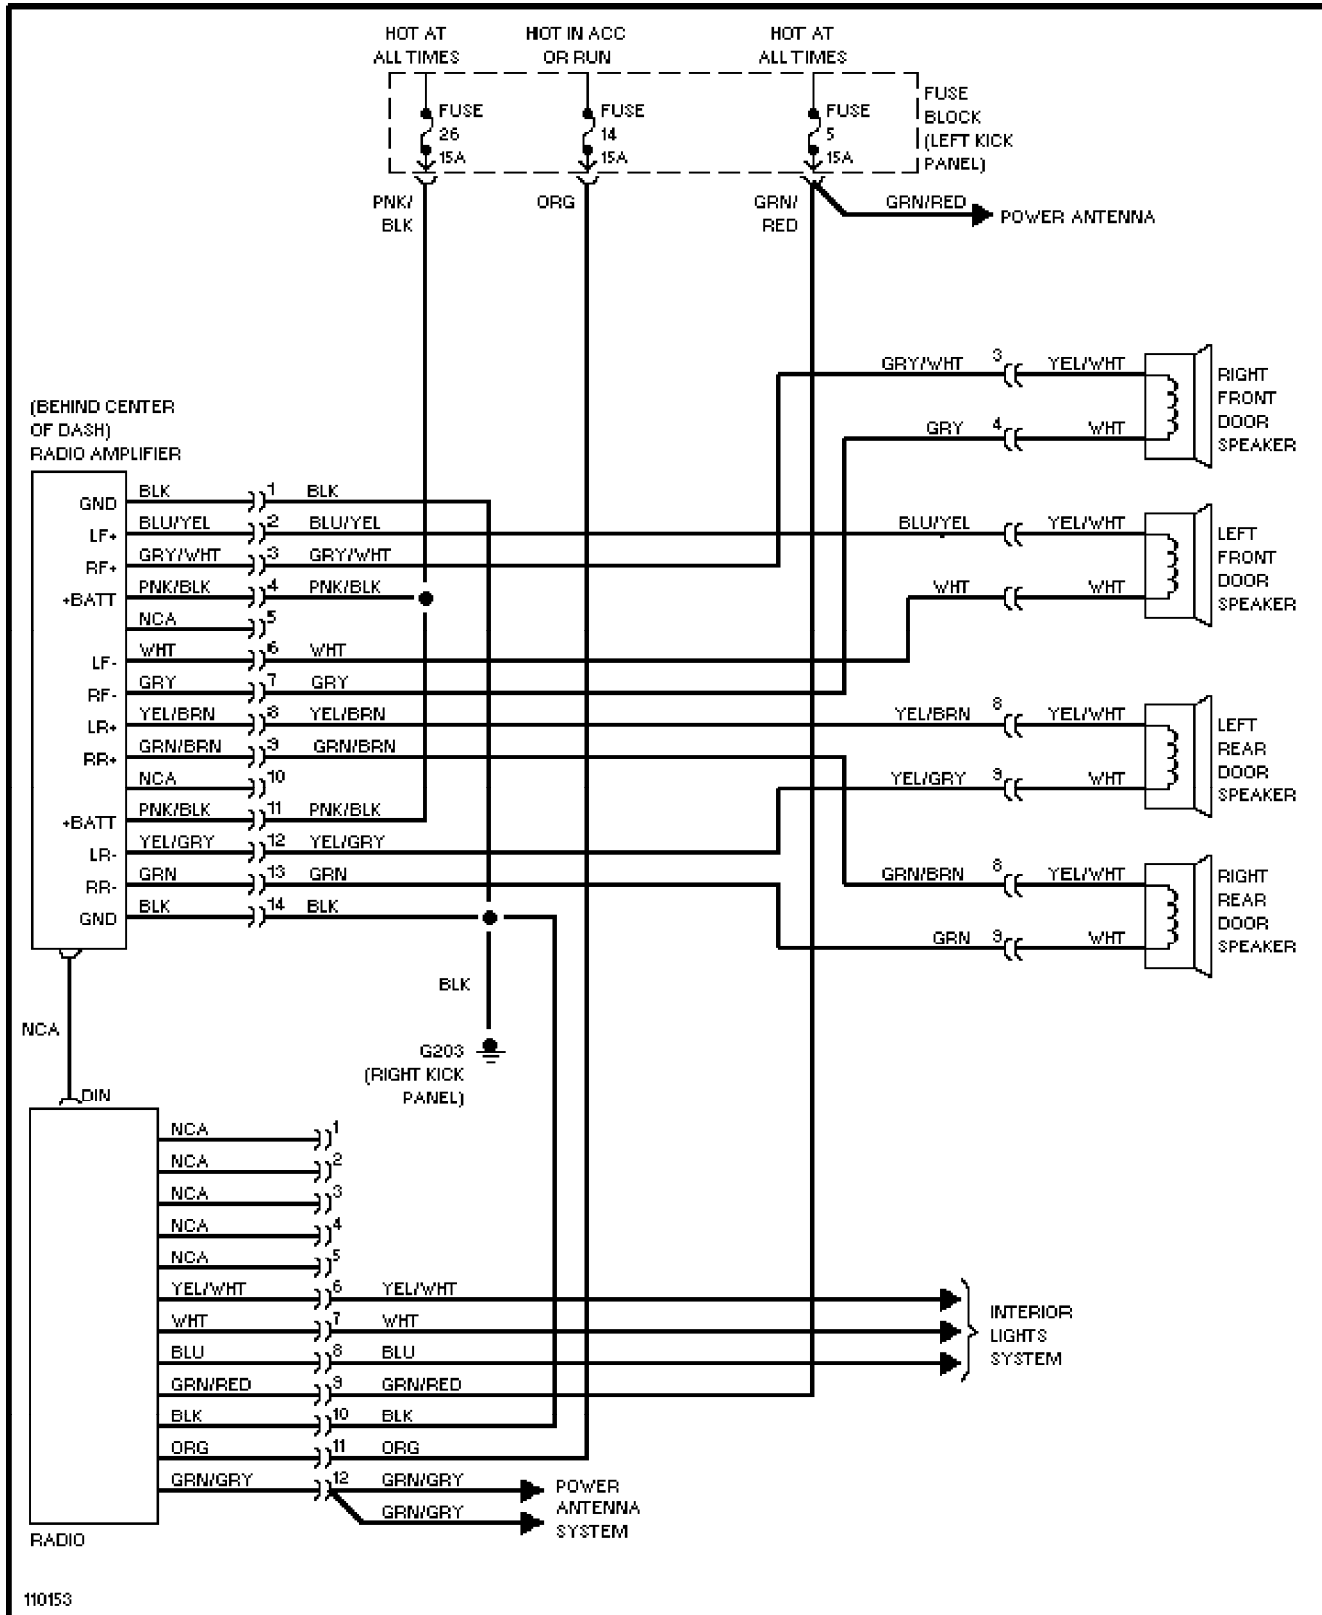 HOT AT
ALL TIMES
HOT IN ACC
OR RUN
HOT AT
ALL TIMES
FUSE
26
15A
FUSE
14
15A
FUSE
5
15A
FUSE
BLOCK
(LEFT KICK
PANEL)
PNK/
BLK
ORG
GRN/
RED
GRN/RED
POWER ANTENNA
GRY/WHT 3 YEL/WHT
GRY 4 WHT
RIGHT
FRONT
DOOR
SPEAKER
BLU/YEL YEL/WHT
WHT WHT
LEFT
FRONT
DOOR
SPEAKER
YEL/BRN 8 YEL/WHT
YEL/GRY 9 WHT
LEFT
REAR
DOOR
SPEAKER
GRN/BRN 8 YEL/WHT
GRN 9 WHT
RIGHT
REAR
DOOR
SPEAKER
(BEHIND CENTER
OF DASH)
RADIO AMPLIFIER
GND BLK 1 BLK
LF+ BLU/YEL 2 BLU/YEL
RF+ GRY/WHT 3 GRY/WHT
+BATT PNK/BLK 4 PNK/BLK
NCA 5
LF- WHT 6 WHT
RF- GRY 7 GRY
LR+ YEL/BRN 8 YEL/BRN
RR+ GRN/BRN 9 GRN/BRN
NCA 10
+BATT PNK/BLK 11 PNK/BLK
LR- YEL/GRY 12 YEL/GRY
RR- GRN 13 GRN
GND BLK 14 BLK
BLK
G203
(RIGHT KICK
PANEL)
NCA
DIN
NCA 1
NCA 2
NCA 3
NCA 4
NCA 5
YEL/WHT 6 YEL/WHT
WHT 7 WHT
BLU 8 BLU
GRN/RED 9 GRN/RED
BLK 10 BLK
ORG 11 ORG
GRN/GRY 12 GRN/GRY
GRN/GRY
INTERIOR
LIGHTS
SYSTEM
POWER
ANTENNA
SYSTEM
RADIO
110153